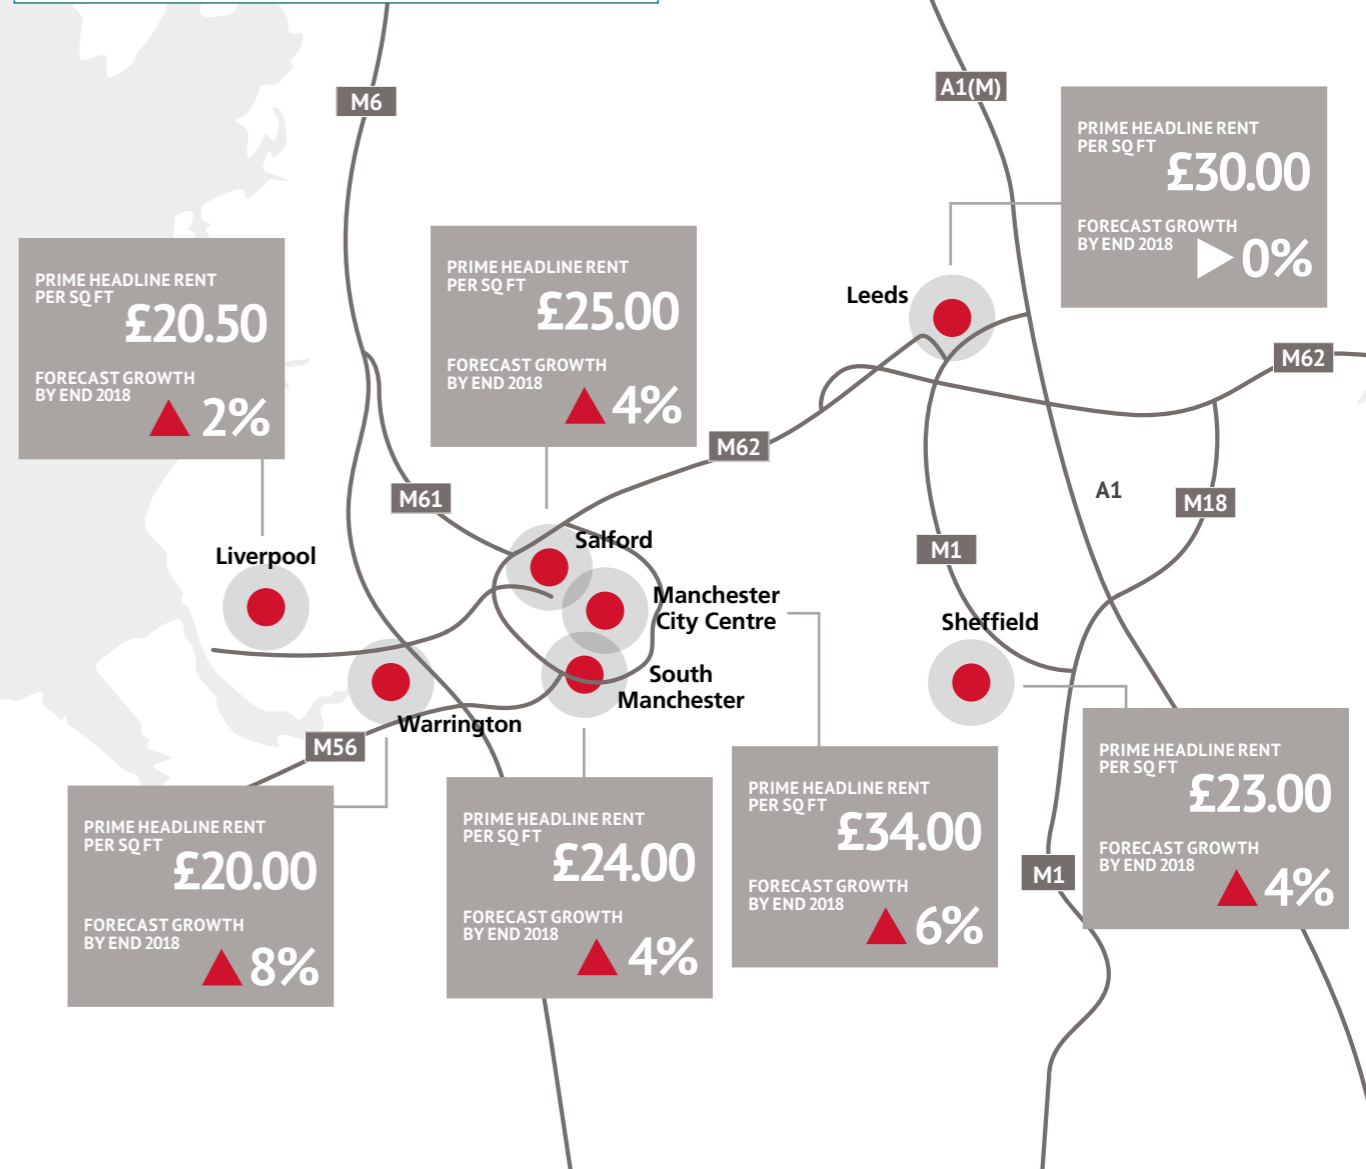 M6
A1(M)
PRIME HEADLINE RENT
PER SQ FT
£30.00
FORECAST GROWTH
BY END 2018
0%
PRIME HEADLINE RENT
PER SQ FT
£20.50
FORECAST GROWTH
BY END 2018
2%
PRIME HEADLINE RENT
PER SQ FT
£25.00
FORECAST GROWTH
BY END 2018
4%
Leeds
M62
M62
M61
A1
M18
Salford
Liverpool
M1
Manchester
City Centre
Sheffield
South
Manchester
Warrington
M56
PRIME HEADLINE RENT
PER SQ FT
£20.00
FORECAST GROWTH
BY END 2018
8%
PRIME HEADLINE RENT
PER SQ FT
£24.00
FORECAST GROWTH
BY END 2018
4%
PRIME HEADLINE RENT
PER SQ FT
£34.00
FORECAST GROWTH
BY END 2018
6%
M1
PRIME HEADLINE RENT
PER SQ FT
£23.00
FORECAST GROWTH
BY END 2018
4%